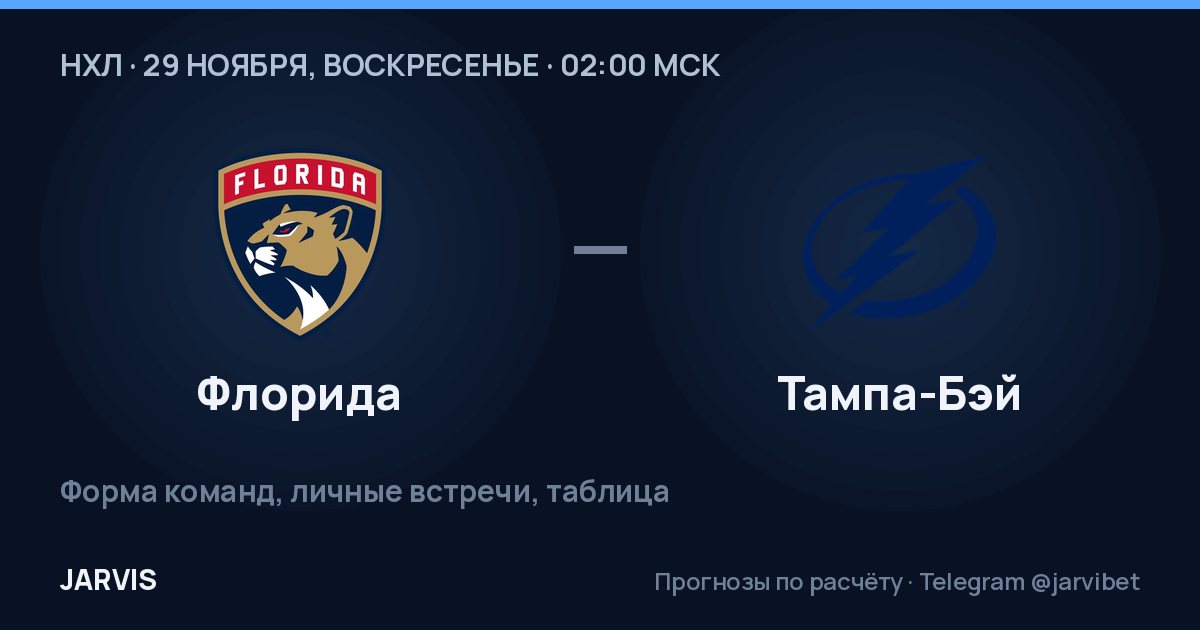 НХЛ · 29 НОЯБРЯ, ВОСКРЕСЕНЬЕ · 02:00 МСК
FLORIDA
—
Флорида
Тампа-Бэй
Форма команд, личные встречи, таблица
JARVIS
Прогнозы по расчёту · Telegram @jarvibet